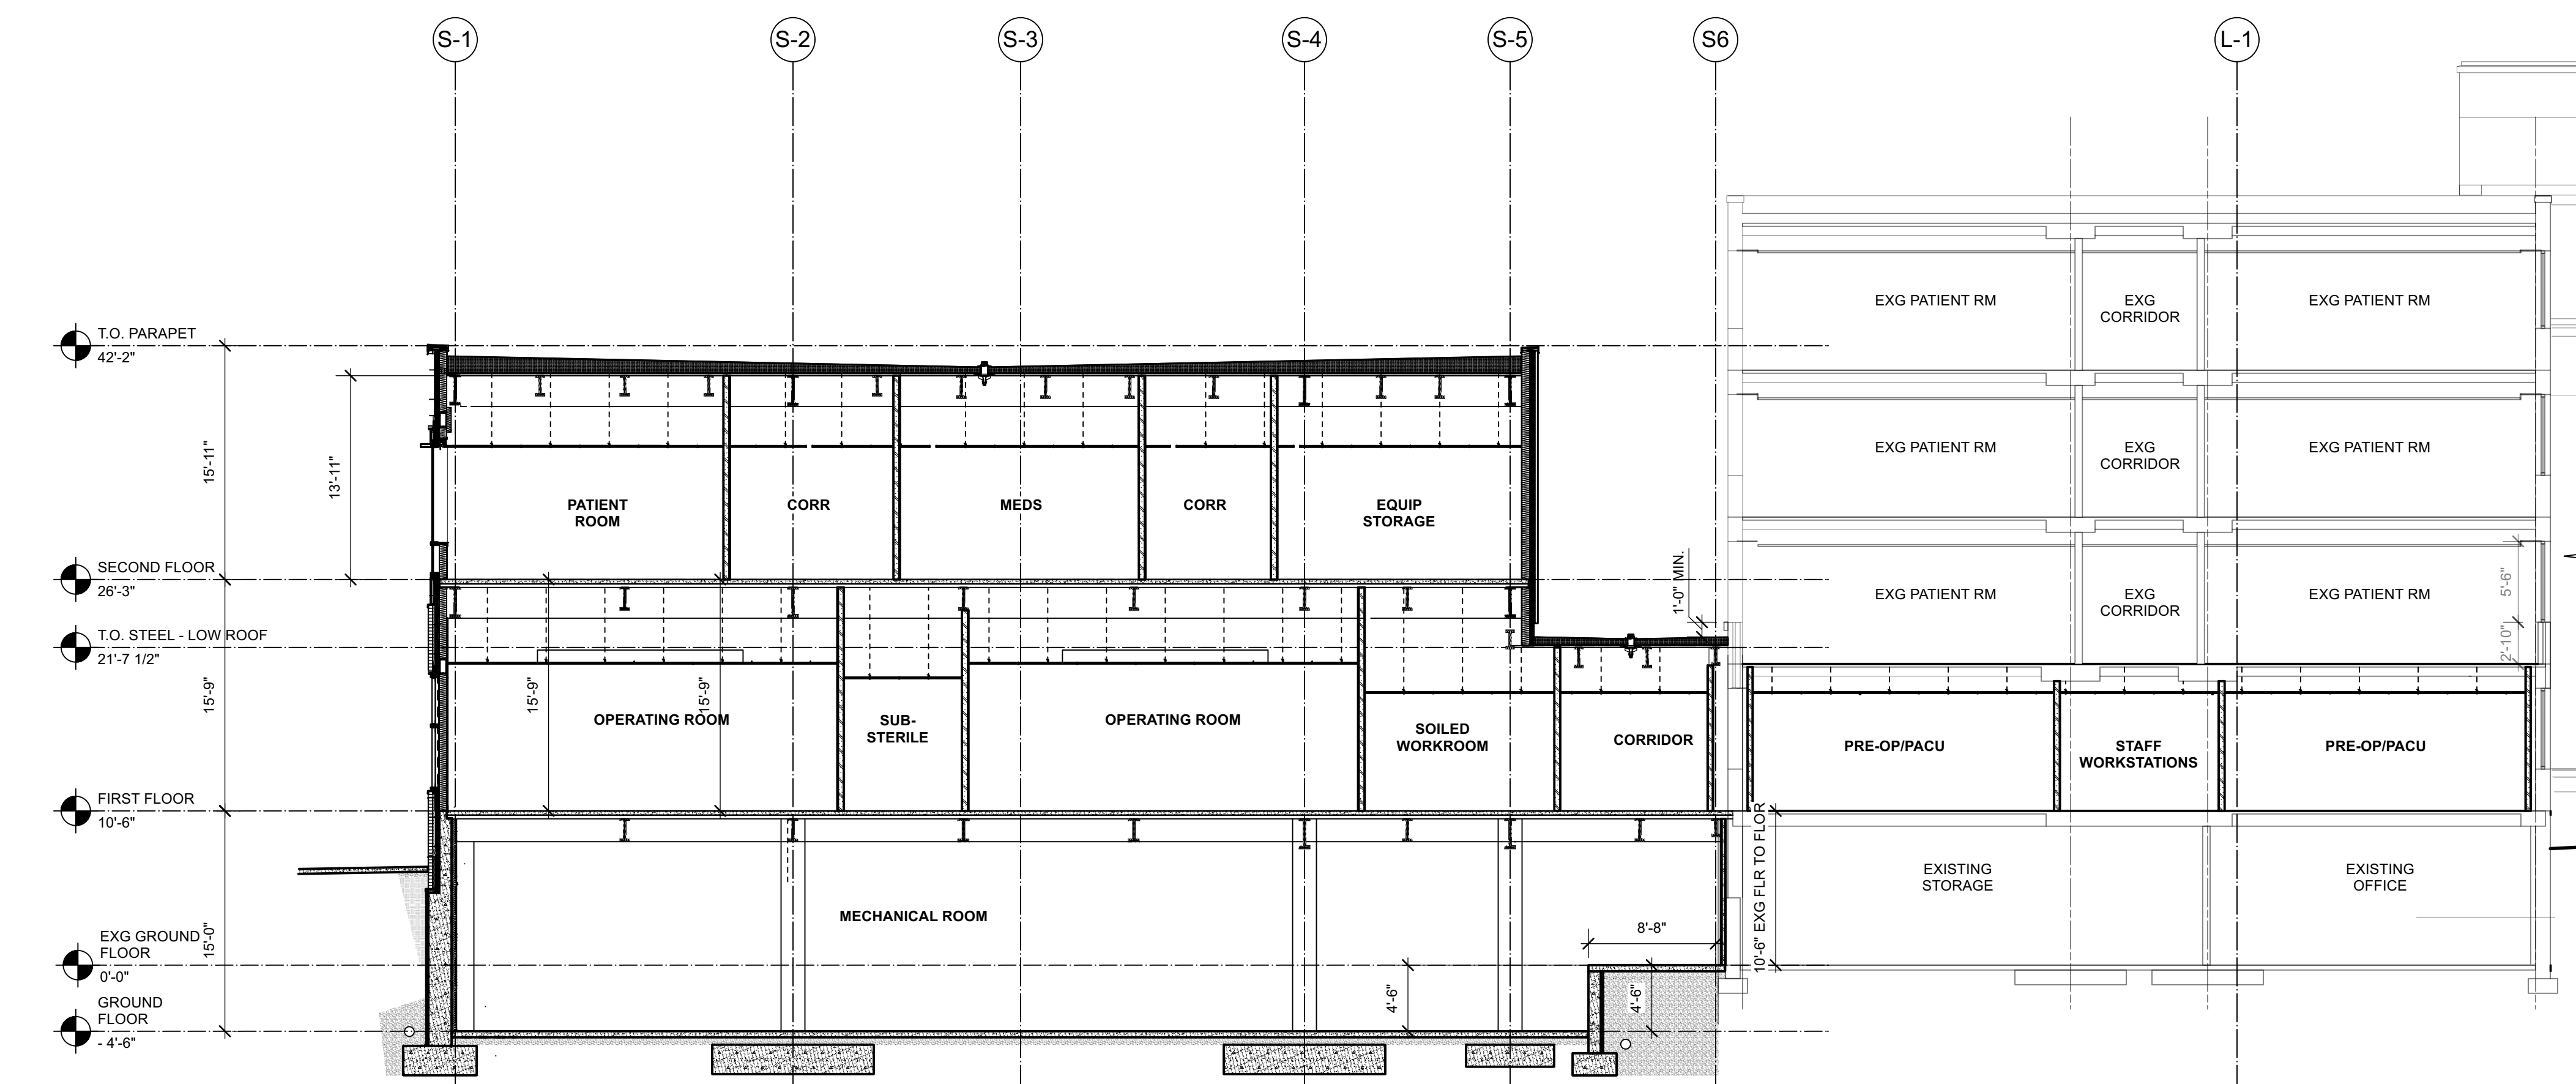 S-1
S-2
S-3
S-4
S-5
S6
L-1
T.O. PARAPET
42'-2"
SECOND FLOOR
26'-3"
T.O. STEEL - LOW ROOF
21'-7 1/2"
FIRST FLOOR
10'-6"
EXG GROUND
FLOOR
0'-0"
GROUND
FLOOR
- 4'-6"
15'-11"
13'-11"
15'-9"
15'-0"
15'-9"
15'-9"
PATIENT
ROOM
CORR
MEDS
CORR
EQUIP
STORAGE
OPERATING ROOM
SUB-
STERILE
OPERATING ROOM
SOILED
WORKROOM
CORRIDOR
1'-0" MIN.
MECHANICAL ROOM
8'-8"
4'-6"
4'-6"
10'-6" EXG FLR TO FLOOR
EXG PATIENT RM
EXG
CORRIDOR
EXG PATIENT RM
EXG PATIENT RM
EXG
CORRIDOR
EXG PATIENT RM
EXG PATIENT RM
EXG
CORRIDOR
EXG PATIENT RM
5'-6"
2'-10"
PRE-OP/PACU
STAFF
WORKSTATIONS
PRE-OP/PACU
EXISTING
STORAGE
EXISTING
OFFICE